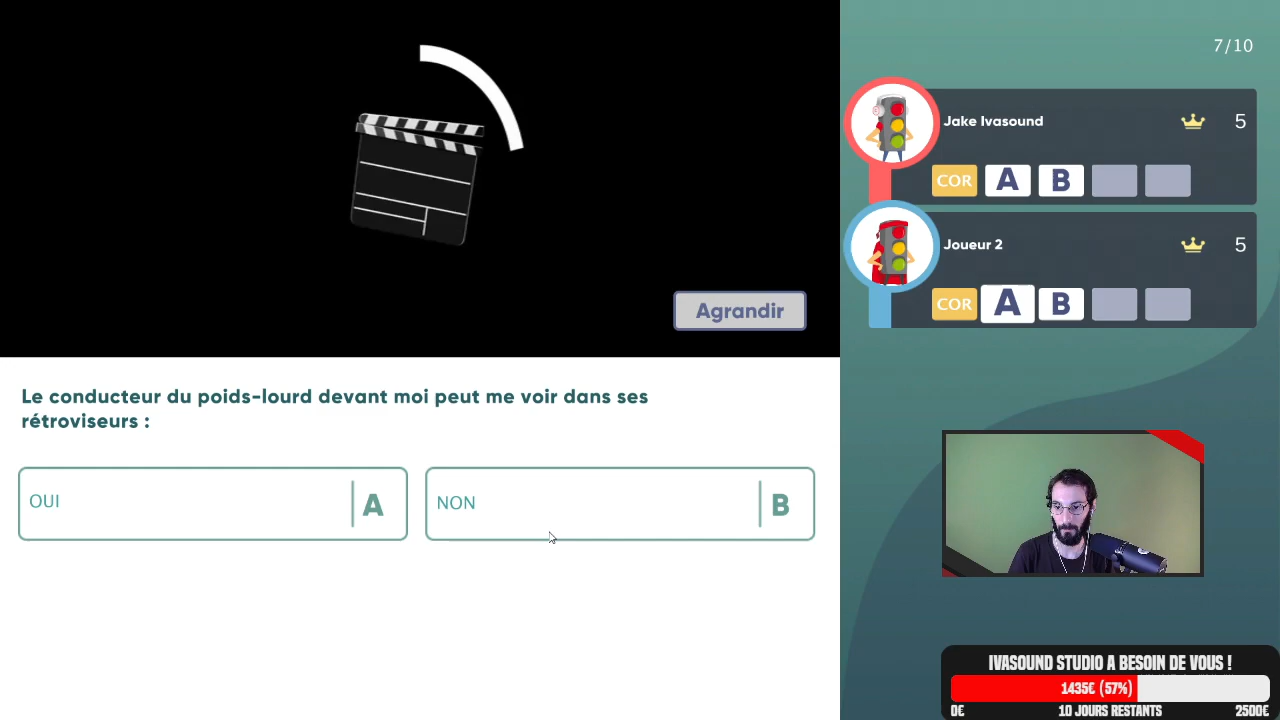 7/10
Jake Ivasound 5
COR A B
Joueur 2 5
COR A B
Agrandir
Le conducteur du poids-lourd devant moi peut me voir dans ses
rétroviseurs :
OUI A
NON B
IVASOUND STUDIO A BESOIN DE VOUS !
1435€ (57%)
0€ 10 JOURS RESTANTS 2500€